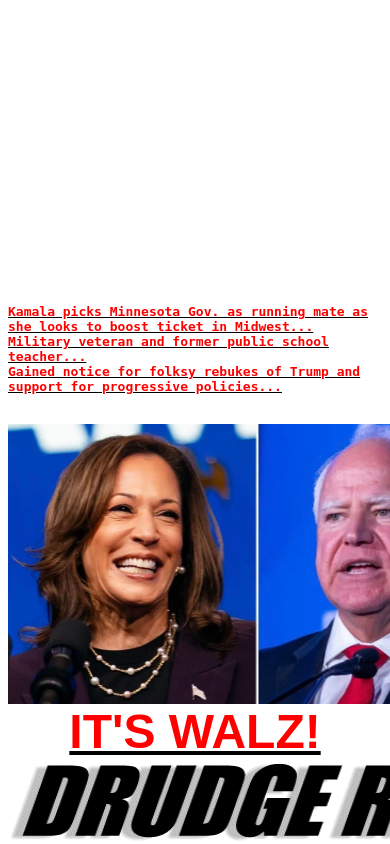 Kamala picks Minnesota Gov. as running mate as
she looks to boost ticket in Midwest...
Military veteran and former public school
teacher...
Gained notice for folksy rebukes of Trump and
support for progressive policies...
IT'S WALZ!
DRUDGE R